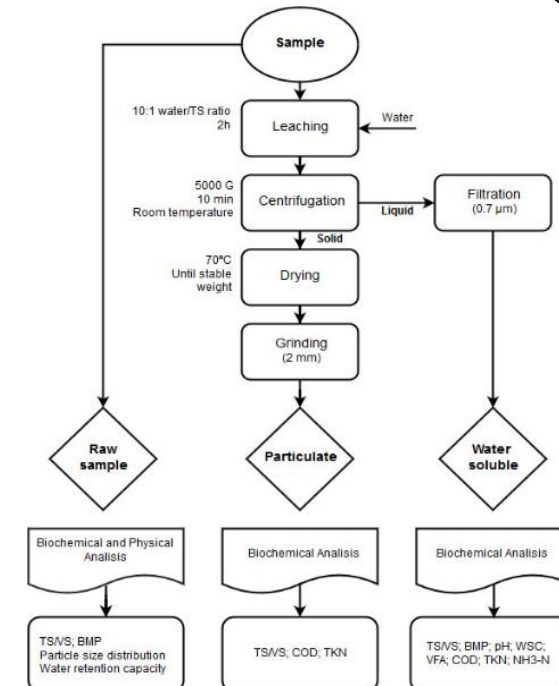 Sample
10:1 water/TS ratio
2h
Leaching
Water
5000 G
10 min
Room temperature
Centrifugation
Liquid
Filtration
(0.7 µm)
Solid
70°C
Until stable
weight
Drying
Grinding
(2 mm)
Raw
sample
Particulate
Water
soluble
Biochemical and Physical
Analisis
Biochemical Analisis
Biochemical Analisis
TS/VS; BMP
Particle size distribution
Water retention capacity
TS/VS; COD; TKN
TS/VS; BMP; pH; WSC;
VFA; COD; TKN; NH3-N